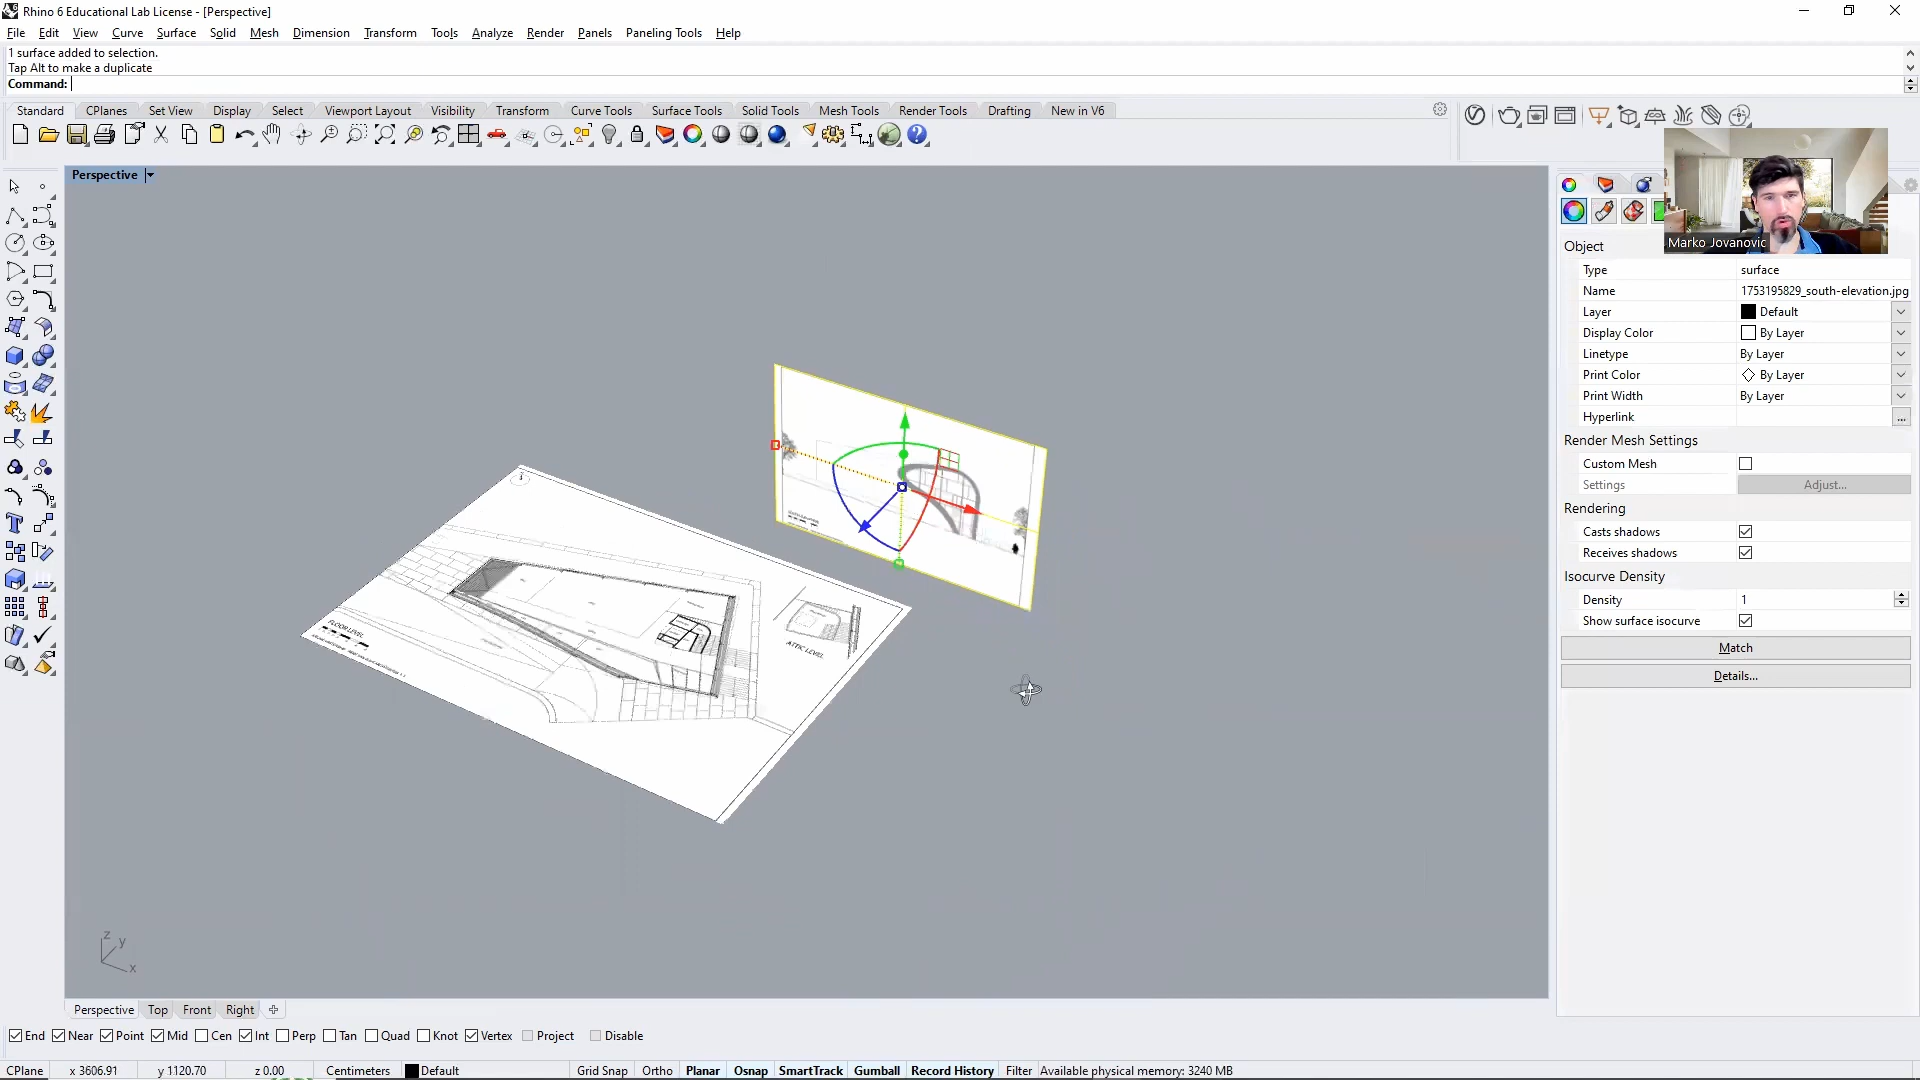 Rhino 6 Educational Lab License - [Perspective]
File Edit View Curve Surface Solid Mesh Dimension Transform Tools Analyze Render Panels Paneling Tools Help
1 surface added to selection.
Tap Alt to make a duplicate
Command:
Standard CPlanes Set View Display Select Viewport Layout Visibility Transform Curve Tools Surface Tools Solid Tools Mesh Tools Render Tools Drafting New in V6
Perspective
Marko Jovanovic
Object
Type surface
Name 1753195829_south-elevation.jpg
Layer Default
Display Color By Layer
Linetype By Layer
Print Color By Layer
Print Width By Layer
Hyperlink ...
Render Mesh Settings
Custom Mesh
Settings Adjust...
Rendering
Casts shadows
Receives shadows
Isocurve Density
Density 1
Show surface isocurve
Match
Details...
FLOOR LEVEL
ATTIC LEVEL
z
y
x
Perspective Top Front Right
End Near Point Mid Cen Int Perp Tan Quad Knot Vertex Project Disable
CPlane x 3606.91 y 1120.70 z 0.00 Centimeters Default Grid Snap Ortho Planar Osnap SmartTrack Gumball Record History Filter Available physical memory: 3240 MB